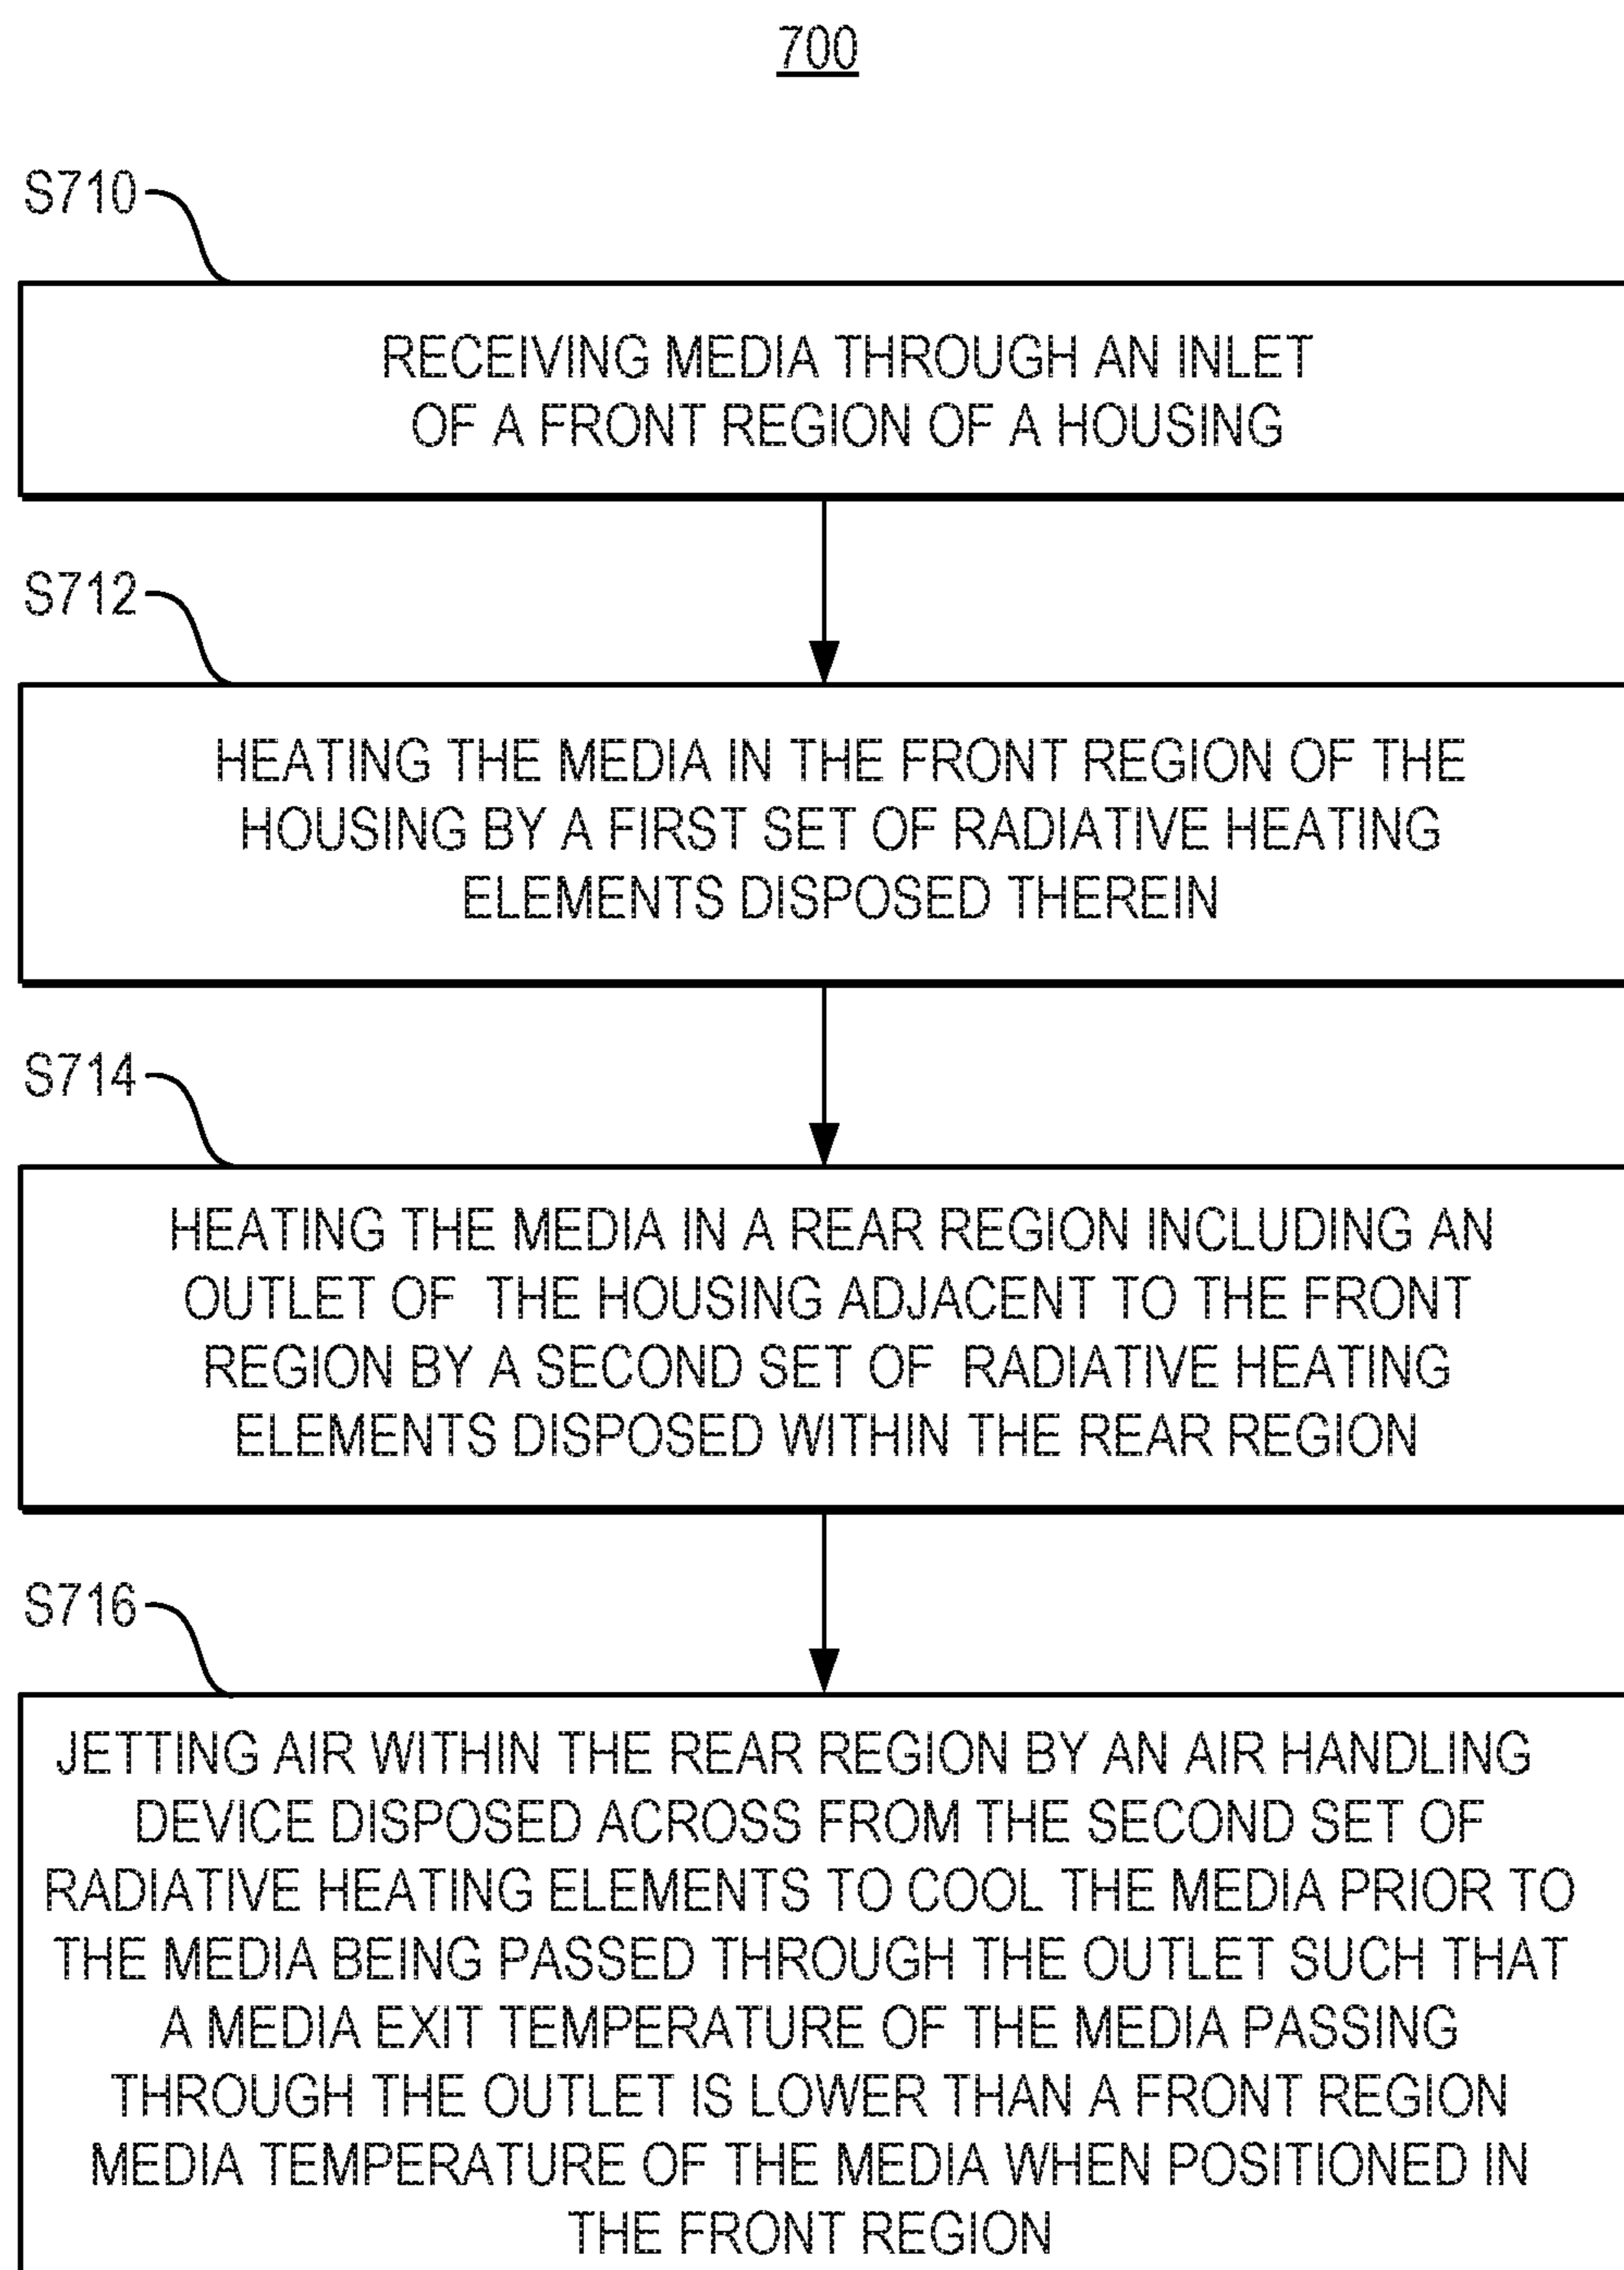 700
S710
RECEIVING MEDIA THROUGH AN INLET
OF A FRONT REGION OF A HOUSING
S712
HEATING THE MEDIA IN THE FRONT REGION OF THE
HOUSING BY A FIRST SET OF RADIATIVE HEATING
ELEMENTS DISPOSED THEREIN
S714
HEATING THE MEDIA IN A REAR REGION INCLUDING AN
OUTLET OF THE HOUSING ADJACENT TO THE FRONT
REGION BY A SECOND SET OF RADIATIVE HEATING
ELEMENTS DISPOSED WITHIN THE REAR REGION
S716
JETTING AIR WITHIN THE REAR REGION BY AN AIR HANDLING
DEVICE DISPOSED ACROSS FROM THE SECOND SET OF
RADIATIVE HEATING ELEMENTS TO COOL THE MEDIA PRIOR TO
THE MEDIA BEING PASSED THROUGH THE OUTLET SUCH THAT
A MEDIA EXIT TEMPERATURE OF THE MEDIA PASSING
THROUGH THE OUTLET IS LOWER THAN A FRONT REGION
MEDIA TEMPERATURE OF THE MEDIA WHEN POSITIONED IN
THE FRONT REGION